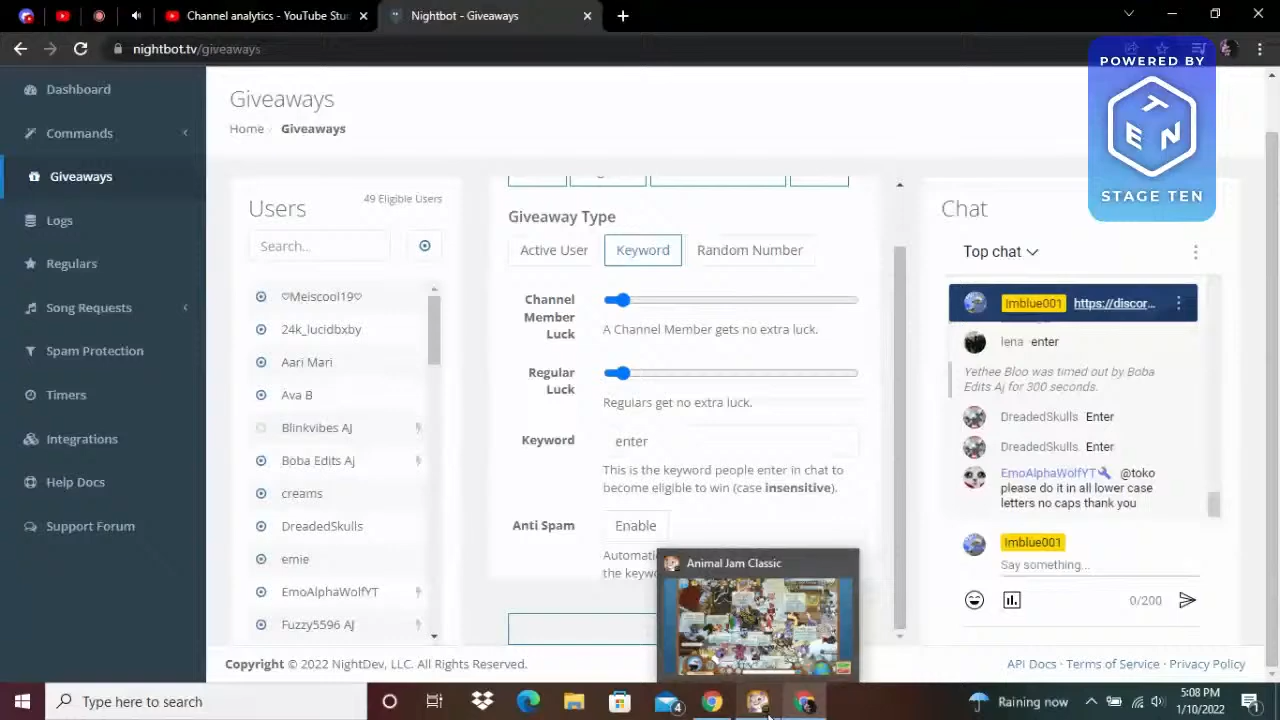 Channel analytics - YouTube Stu
Nightbot - Giveaways
nightbot.tv/giveaways
POWERED BY
TEN
STAGE TEN
Dashboard
Commands
Giveaways
Logs
Regulars
Song Requests
Spam Protection
Timers
Integrations
Help Docs
Support Forum
Giveaways
Home / Giveaways
Users
49 Eligible Users
Search...
♡Meiscool19♡
24k_lucidbxby
Aari Mari
Ava B
Blinkvibes AJ
Boba Edits Aj
creams
DreadedSkulls
emie
EmoAlphaWolfYT
Fuzzy5596 AJ
Giveaway Type
Active User
Keyword
Random Number
Channel
Member
Luck
A Channel Member gets no extra luck.
Regular
Luck
Regulars get no extra luck.
Keyword
enter
This is the keyword people enter in chat to
become eligible to win (case insensitive).
Anti Spam
Enable
Automati
the keywo
Animal Jam Classic
Chat
Top chat
Imblue001 https://discor...
lena enter
Yethee Bloo was timed out by Boba
Edits Aj for 300 seconds.
DreadedSkulls Enter
DreadedSkulls Enter
EmoAlphaWolfYT @toko
please do it in all lower case
letters no caps thank you
Imblue001
Say something...
0/200
Copyright © 2022 NightDev, LLC. All Rights Reserved.
API Docs · Terms of Service · Privacy Policy
Type here to search
4
Raining now
5:08 PM
1/10/2022
1